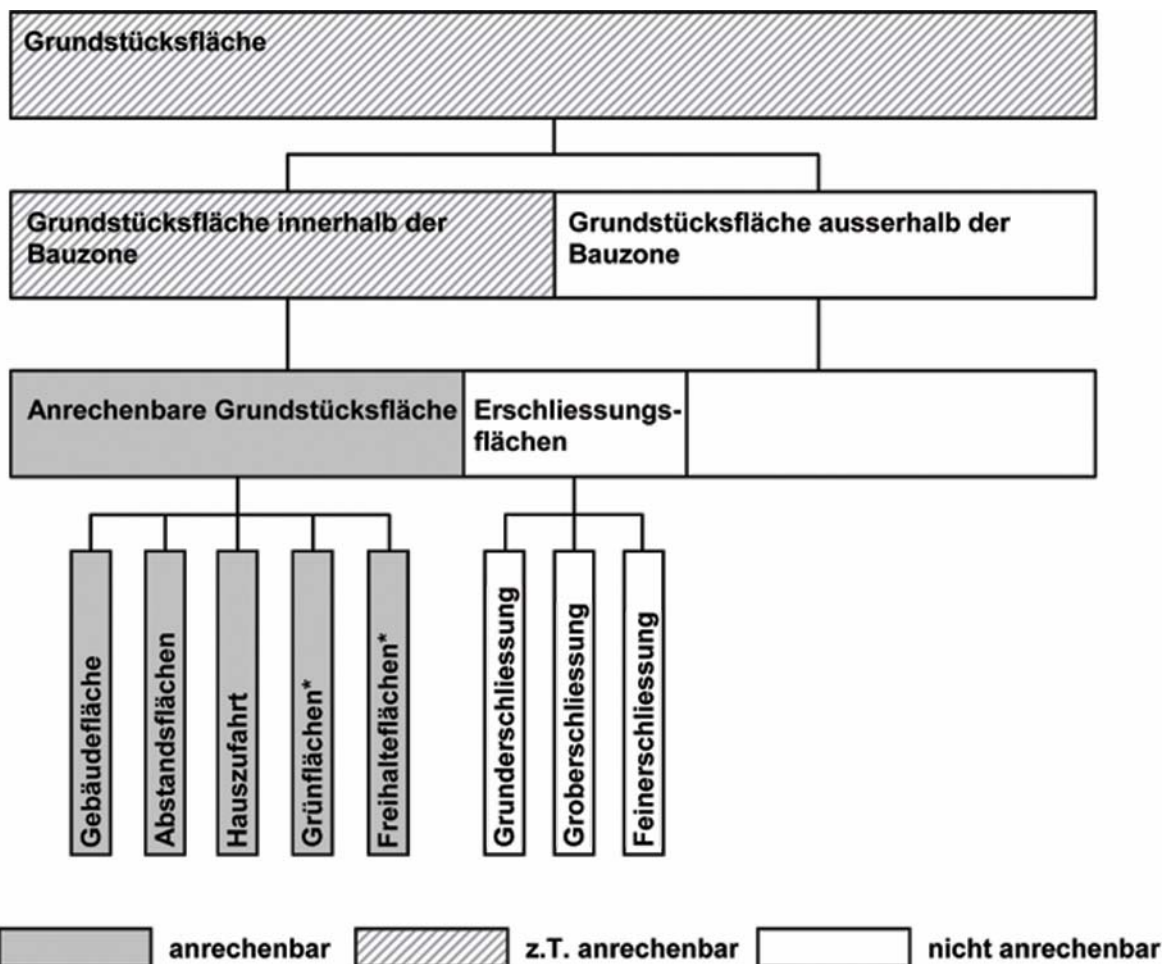 Grundstücksfläche
Grundstücksfläche innerhalb der
Bauzone
Grundstücksfläche ausserhalb der
Bauzone
Anrechenbare Grundstücksfläche
Erschliessungs-
flächen
Gebäudefläche
Abstandsflächen
Hauszufahrt
Grünflächen*
Freihalteflächen*
Grunderschliessung
Groberschliessung
Feinerschliessung
anrechenbar
z.T. anrechenbar
nicht anrechenbar